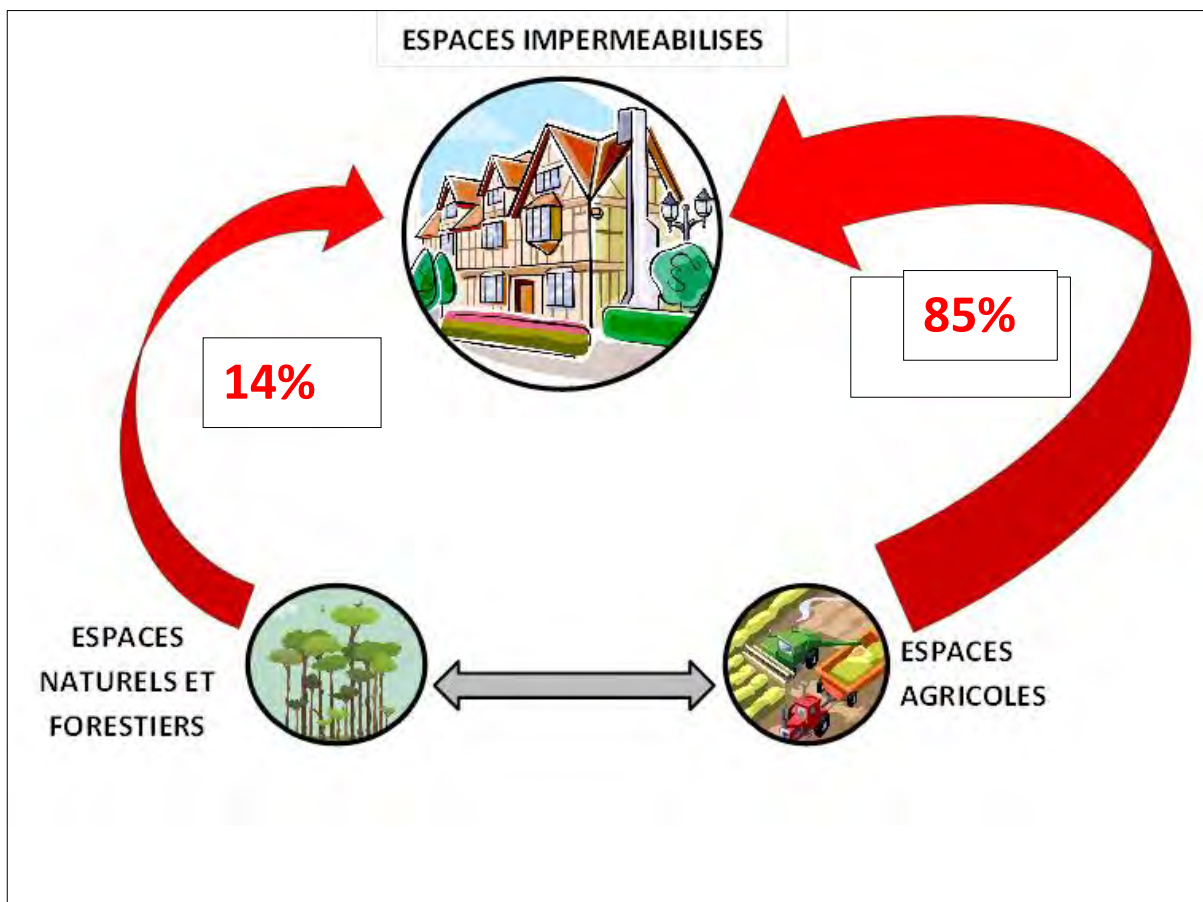 ESPACES IMPERMEABILISES
85%
14%
ESPACES
NATURELS ET
FORESTIERS
ESPACES
AGRICOLES